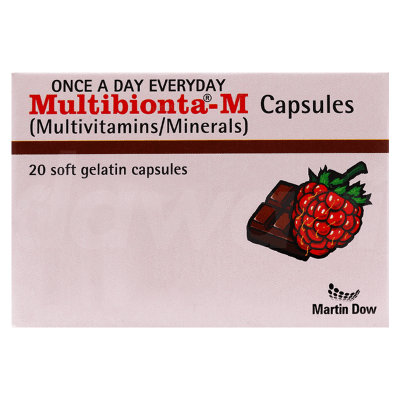 ONCE A DAY EVERYDAY
Multibionta®-M Capsules
(Multivitamins/Minerals)
20 soft gelatin capsules
Martin Dow